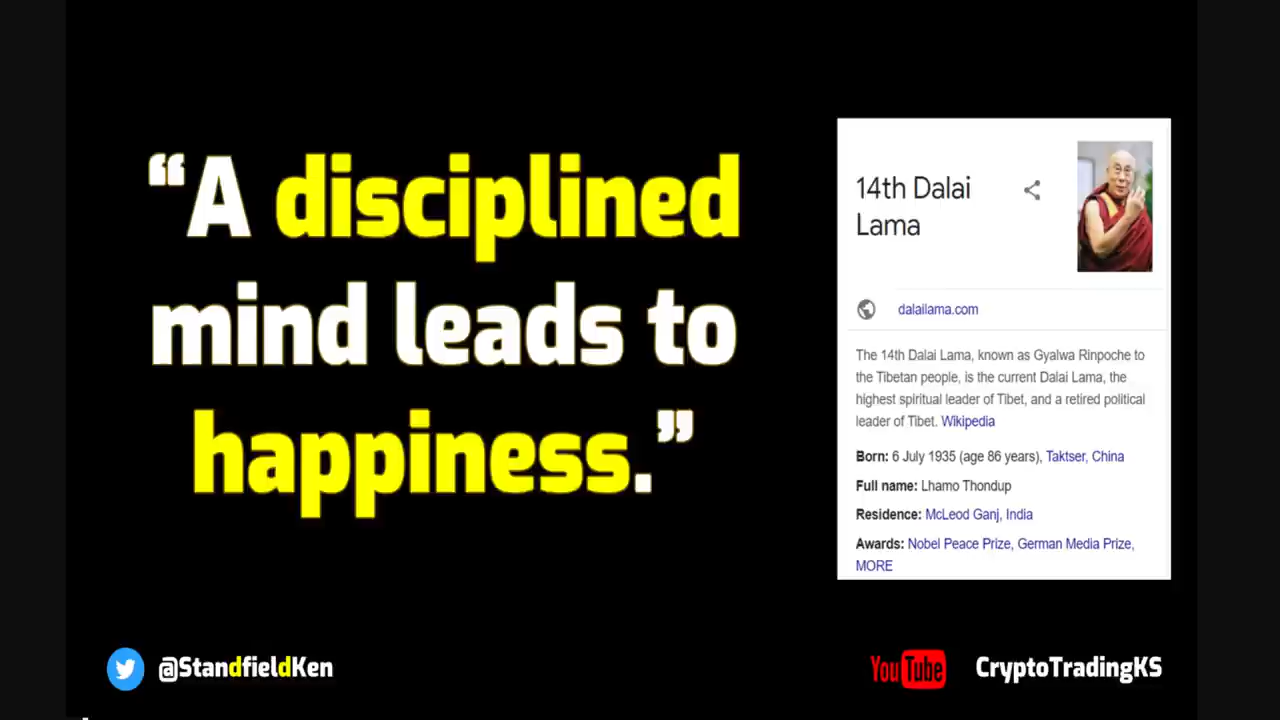 “A disciplined
mind leads to
happiness.”
14th Dalai
Lama
dalailama.com
The 14th Dalai Lama, known as Gyalwa Rinpoche to
the Tibetan people, is the current Dalai Lama, the
highest spiritual leader of Tibet, and a retired political
leader of Tibet. Wikipedia
Born: 6 July 1935 (age 86 years), Taktser, China
Full name: Lhamo Thondup
Residence: McLeod Ganj, India
Awards: Nobel Peace Prize, German Media Prize,
MORE
@StandfieldKen
YouTube CryptoTradingKS